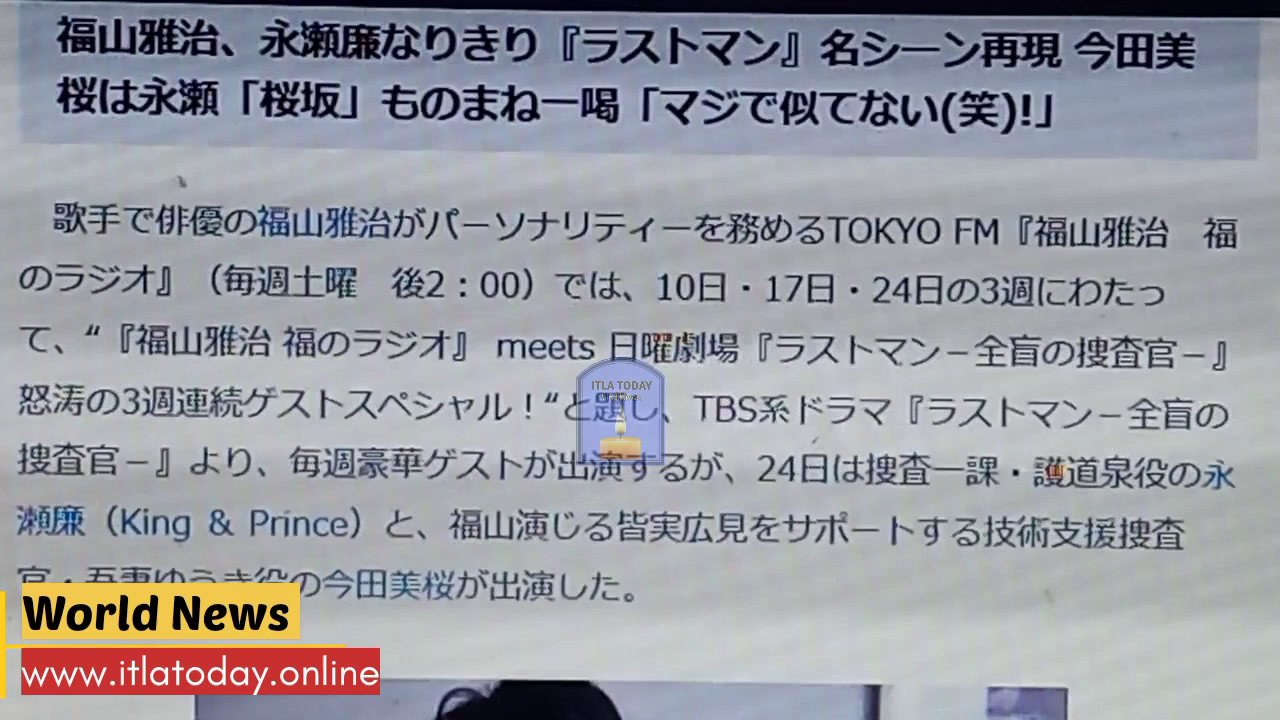 福山雅治、永瀬廉なりきり『ラストマン』名シーン再現 今田美
桜は永瀬「桜坂」ものまね一喝「マジで似てない(笑)!」
歌手で俳優の福山雅治がパーソナリティーを務めるTOKYO FM『福山雅治　福
のラジオ』（毎週土曜　後2：00）では、10日・17日・24日の3週にわたっ
て、“『福山雅治 福のラジオ』 meets 日曜劇場『ラストマン－全盲の捜査官－』
怒涛の3週連続ゲストスペシャル！“と題し、TBS系ドラマ『ラストマン－全盲の
捜査官－』より、毎週豪華ゲストが出演するが、24日は捜査一課・護道泉役の永
瀬廉（King & Prince）と、福山演じる皆実広見をサポートする技術支援捜査
官・吾妻ゆうき役の今田美桜が出演した。
ITLA TODAY
World News
www.itlatoday.online